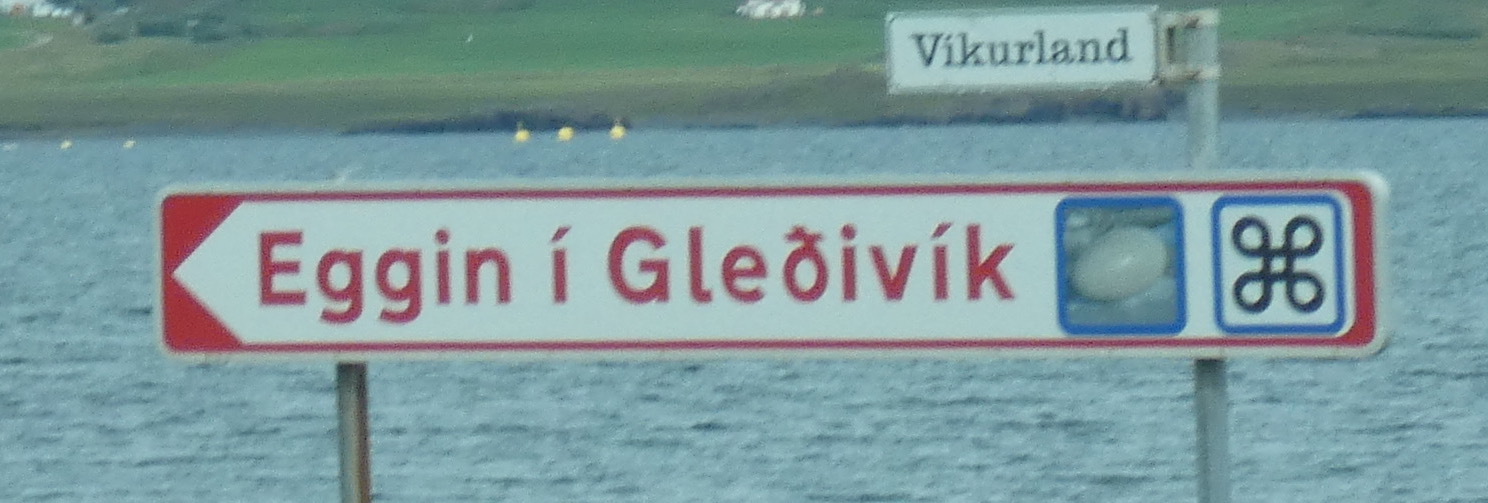 Víkurland
Eggin í Gleðivík